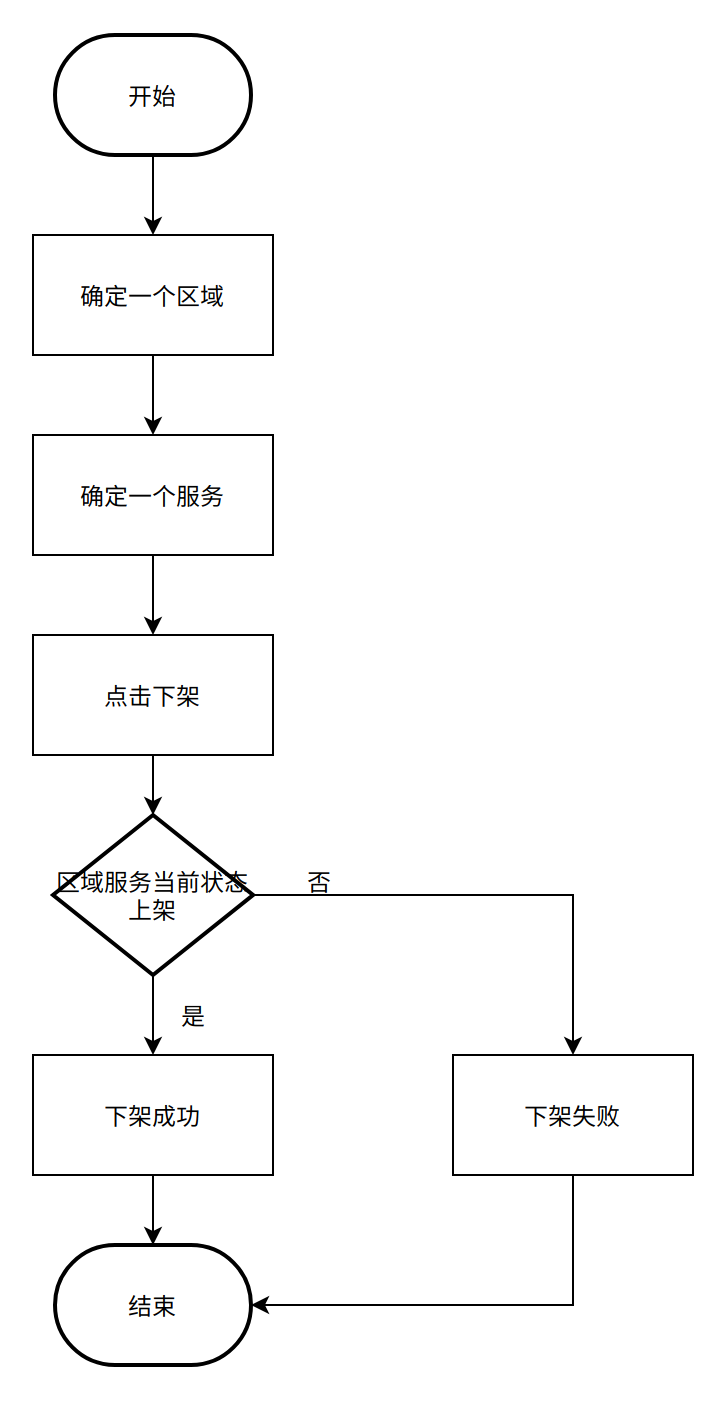 开始
确定一个区域
确定一个服务
点击下架
区域服务当前状态
上架
否
是
下架成功
下架失败
结束